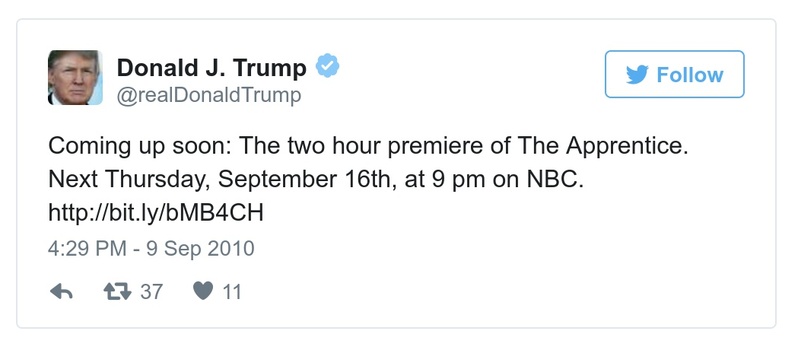 Donald J. Trump
@realDonaldTrump
Follow
Coming up soon: The two hour premiere of The Apprentice.
Next Thursday, September 16th, at 9 pm on NBC.
http://bit.ly/bMB4CH
4:29 PM - 9 Sep 2010
37 11